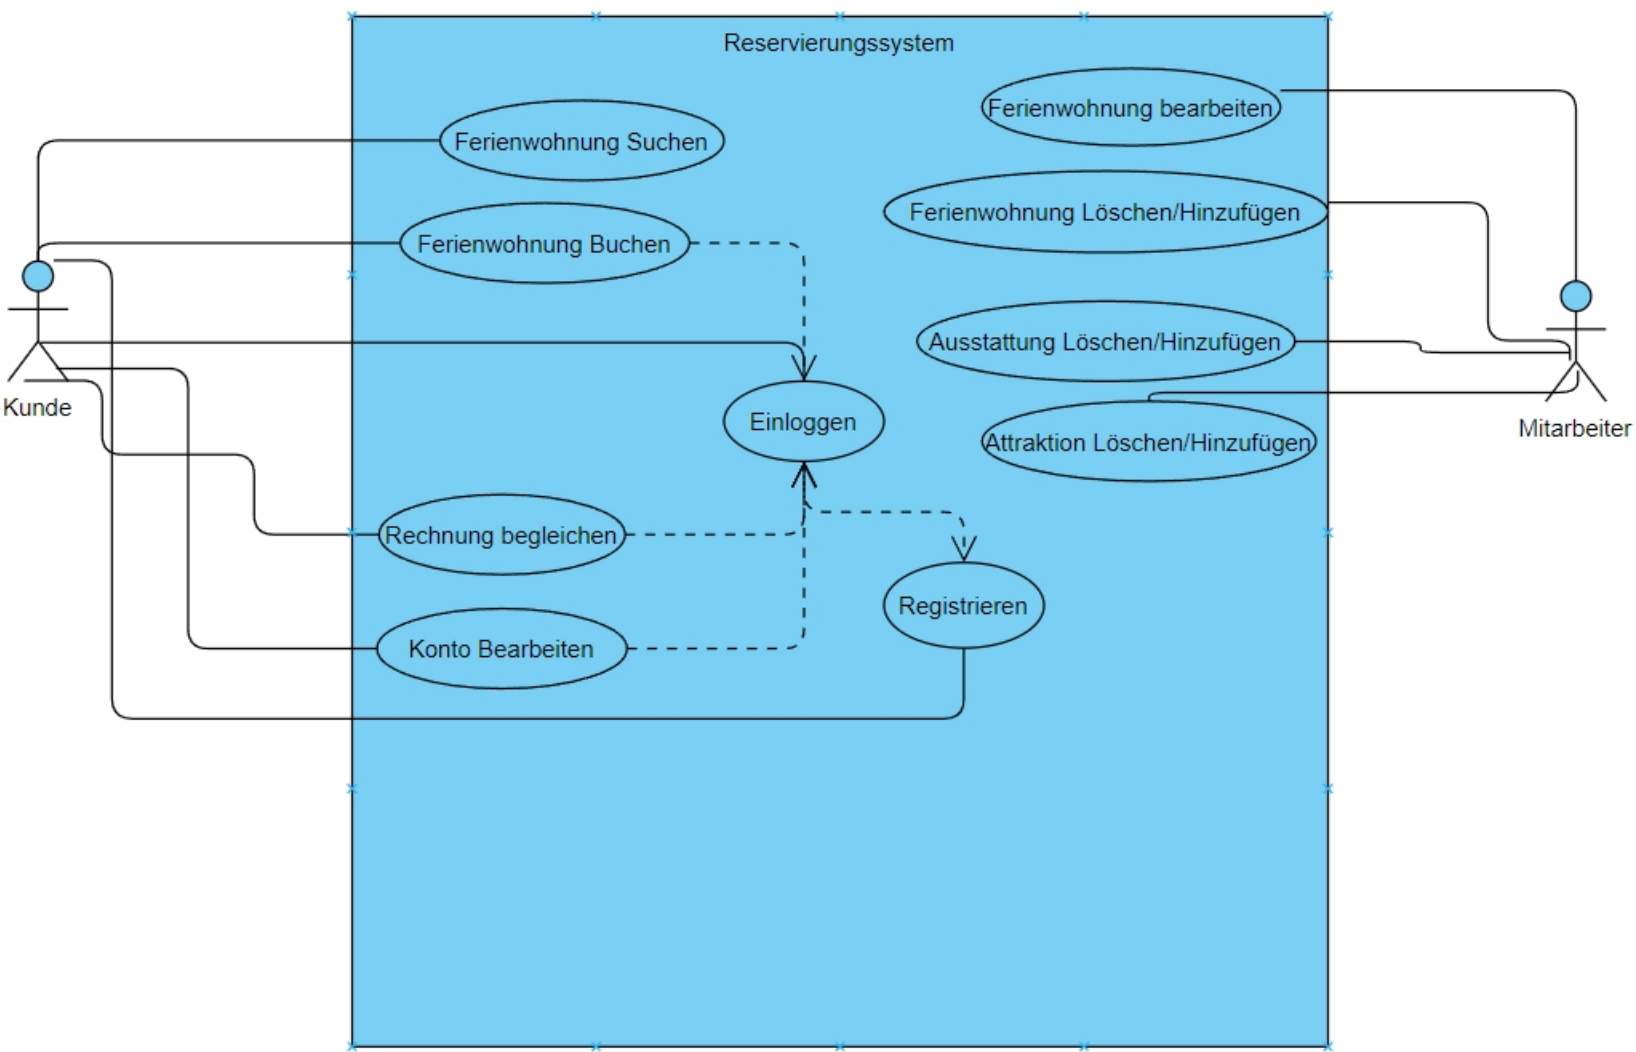 Reservierungssystem
Ferienwohnung bearbeiten
Ferienwohnung Suchen
Ferienwohnung Löschen/Hinzufügen
Ferienwohnung Buchen
Ausstattung Löschen/Hinzufügen
Kunde
Einloggen
Mitarbeiter
Attraktion Löschen/Hinzufügen
Rechnung begleichen
Registrieren
Konto Bearbeiten